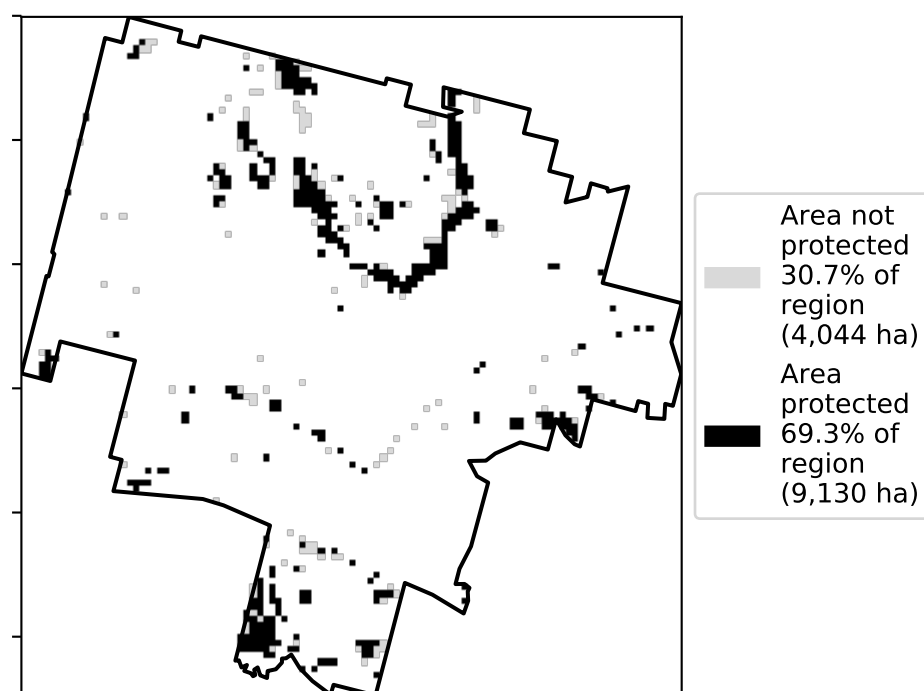 Area not
protected
30.7% of
region
(4,044 ha)
Area
protected
69.3% of
region
(9,130 ha)